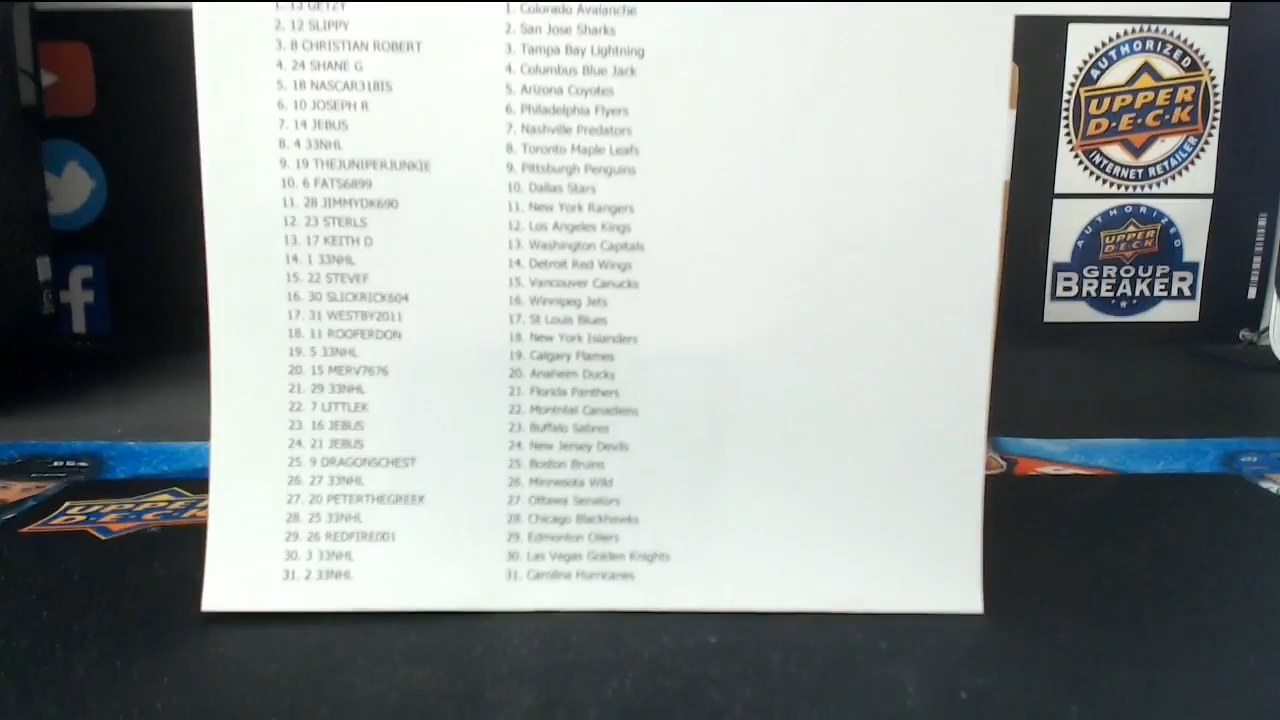 1. 13 GETZY 1. Colorado Avalanche
2. 12 SLIPPY 2. San Jose Sharks
3. 8 CHRISTIAN ROBERT 3. Tampa Bay Lightning
4. 24 SHANE G 4. Columbus Blue Jack
5. 18 NASCAR318IS 5. Arizona Coyotes
6. 10 JOSEPH R 6. Philadelphia Flyers
7. 14 JEBUS 7. Nashville Predators
8. 4 33NHL 8. Toronto Maple Leafs
9. 19 THEJUNIPERJUNKIE 9. Pittsburgh Penguins
10. 6 FATS6899 10. Dallas Stars
11. 28 JIMMYDK690 11. New York Rangers
12. 23 STERLS 12. Los Angeles Kings
13. 17 KEITH D 13. Washington Capitals
14. 1 33NHL 14. Detroit Red Wings
15. 22 STEVEF 15. Vancouver Canucks
16. 30 SLICKRICK604 16. Winnipeg Jets
17. 31 WESTBY2011 17. St Louis Blues
18. 11 ROOFERDON 18. New York Islanders
19. 5 33NHL 19. Calgary Flames
20. 15 MERV7676 20. Anaheim Ducks
21. 29 33NHL 21. Florida Panthers
22. 7 LITTLEK 22. Montréal Canadiens
23. 16 JEBUS 23. Buffalo Sabres
24. 21 JEBUS 24. New Jersey Devils
25. 9 DRAGONSCHEST 25. Boston Bruins
26. 27 33NHL 26. Minnesota Wild
27. 20 PETERTHEGREEK 27. Ottawa Senators
28. 25 33NHL 28. Chicago Blackhawks
29. 26 REDFIRE001 29. Edmonton Oilers
30. 3 33NHL 30. Las Vegas Golden Knights
31. 2 33NHL 31. Carolina Hurricanes
AUTHORIZED
UPPER
D·E·C·K
INTERNET RETAILER
AUTHORIZED
UPPER
DECK
GROUP
BREAKER
UPPER
D·E·C·K